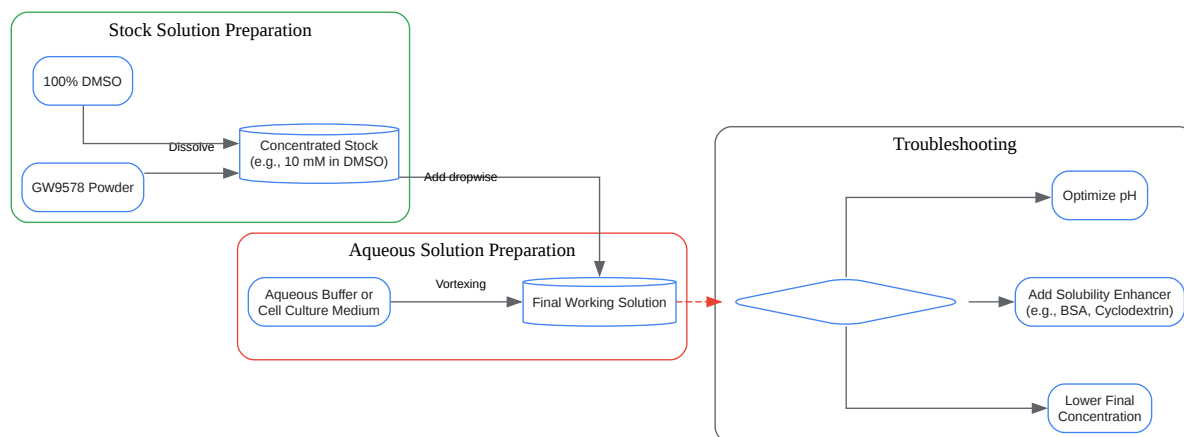 Stock Solution Preparation
100% DMSO
Dissolve
Concentrated Stock
(e.g., 10 mM in DMSO)
GW9578 Powder
Add dropwise
Troubleshooting
Optimize pH
Aqueous Solution Preparation
Aqueous Buffer or
Cell Culture Medium
Vortexing
Final Working Solution
Add Solubility Enhancer
(e.g., BSA, Cyclodextrin)
Lower Final
Concentration